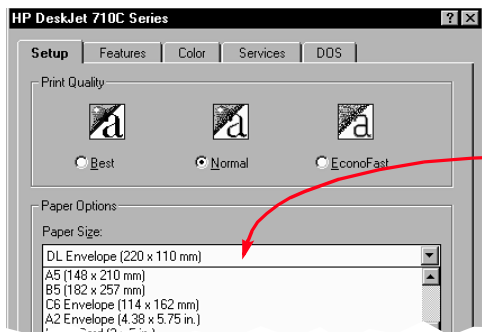 HP DeskJet 710C Series
Setup Features Color Services DOS
Print Quality
Best Normal EconoFast
Paper Options
Paper Size:
DL Envelope (220 x 110 mm)
A5 (148 x 210 mm)
B5 (182 x 257 mm)
C6 Envelope (114 x 162 mm)
A2 Envelope (4.38 x 5.75 in.)